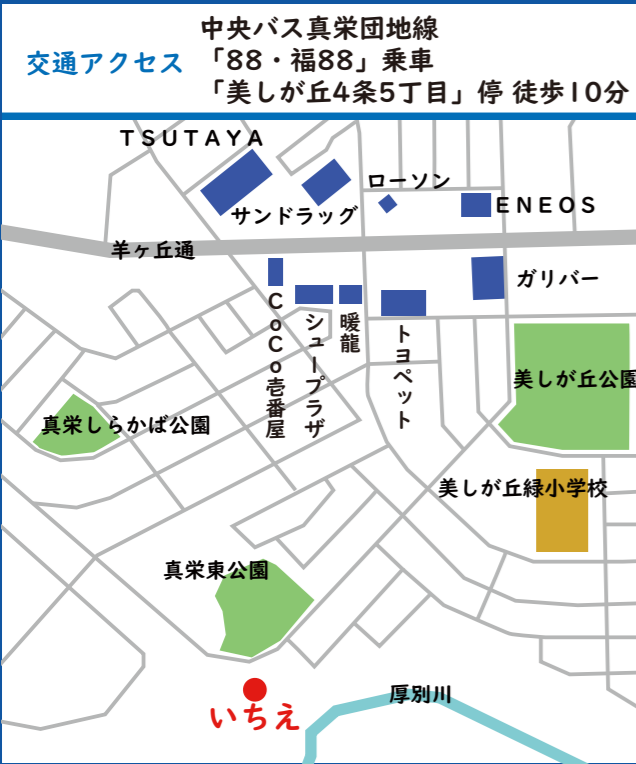 交通アクセス
中央バス真栄団地線
「88・福88」乗車
「美しが丘4条5丁目」停 徒歩10分
TSUTAYA
サンドラッグ
ローソン
ENEOS
羊ヶ丘通
ガリバー
CoCo壱番屋
シュープラザ
暖龍
トヨペット
美しが丘公園
真栄しらかば公園
美しが丘緑小学校
真栄東公園
いちえ
厚別川